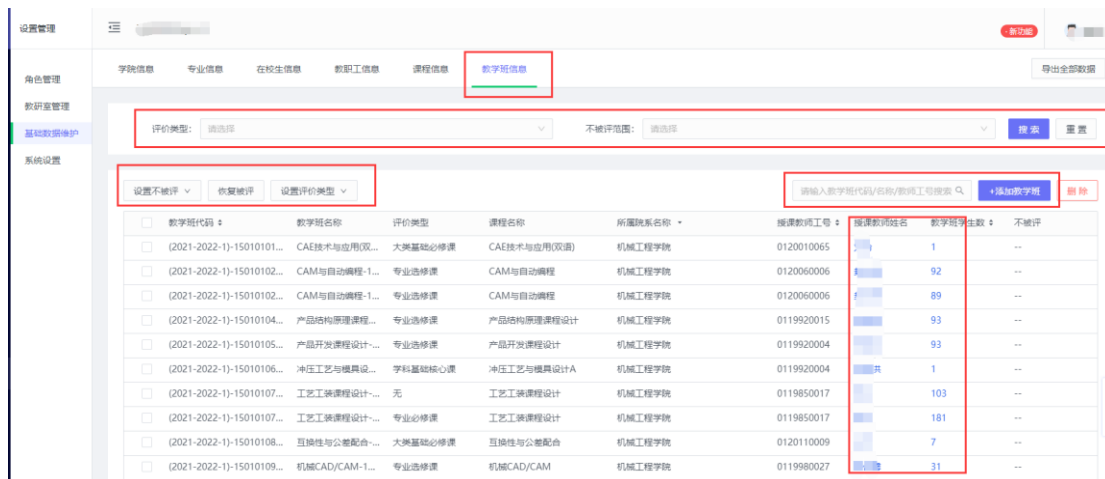 设置管理
- 新功能
学院信息 专业信息 在校生信息 教职工信息 课程信息 教学班信息 导出全部数据
角色管理
教研室管理
基础数据维护
系统设置
评价类型: 请选择 不被评范围: 请选择 搜索 重置
设置不被评 恢复被评 设置评价类型 请输入教学班代码/名称/教师工号搜索 +添加教学班 删除
教学班代码 教学班名称 评价类型 课程名称 所属院系名称 授课教师工号 授课教师姓名 教学班学生数 不被评
(2021-2022-1)-15010101... CAE技术与应用(双... 大类基础必修课 CAE技术与应用(双语) 机械工程学院 0120010065 1 --
(2021-2022-1)-15010102... CAM与自动编程-1... 专业选修课 CAM与自动编程 机械工程学院 0120060006 92 --
(2021-2022-1)-15010102... CAM与自动编程-1... 专业选修课 CAM与自动编程 机械工程学院 0120060006 89 --
(2021-2022-1)-15010104... 产品结构原理课程... 专业选修课 产品结构原理课程设计 机械工程学院 0119920015 93 --
(2021-2022-1)-15010105... 产品开发课程设计-... 专业选修课 产品开发课程设计 机械工程学院 0119920004 93 --
(2021-2022-1)-15010106... 冲压工艺与模具设... 学科基础核心课 冲压工艺与模具设计A 机械工程学院 0119920004 1 --
(2021-2022-1)-15010107... 工艺工装课程设计-... 无 工艺工装课程设计 机械工程学院 0119850017 103 --
(2021-2022-1)-15010107... 工艺工装课程设计-... 专业必修课 工艺工装课程设计 机械工程学院 0119850017 181 --
(2021-2022-1)-15010108... 互换性与公差配合-... 大类基础必修课 互换性与公差配合 机械工程学院 0120110009 7 --
(2021-2022-1)-15010109... 机械CAD/CAM-1... 专业选修课 机械CAD/CAM 机械工程学院 0119980027 31 --